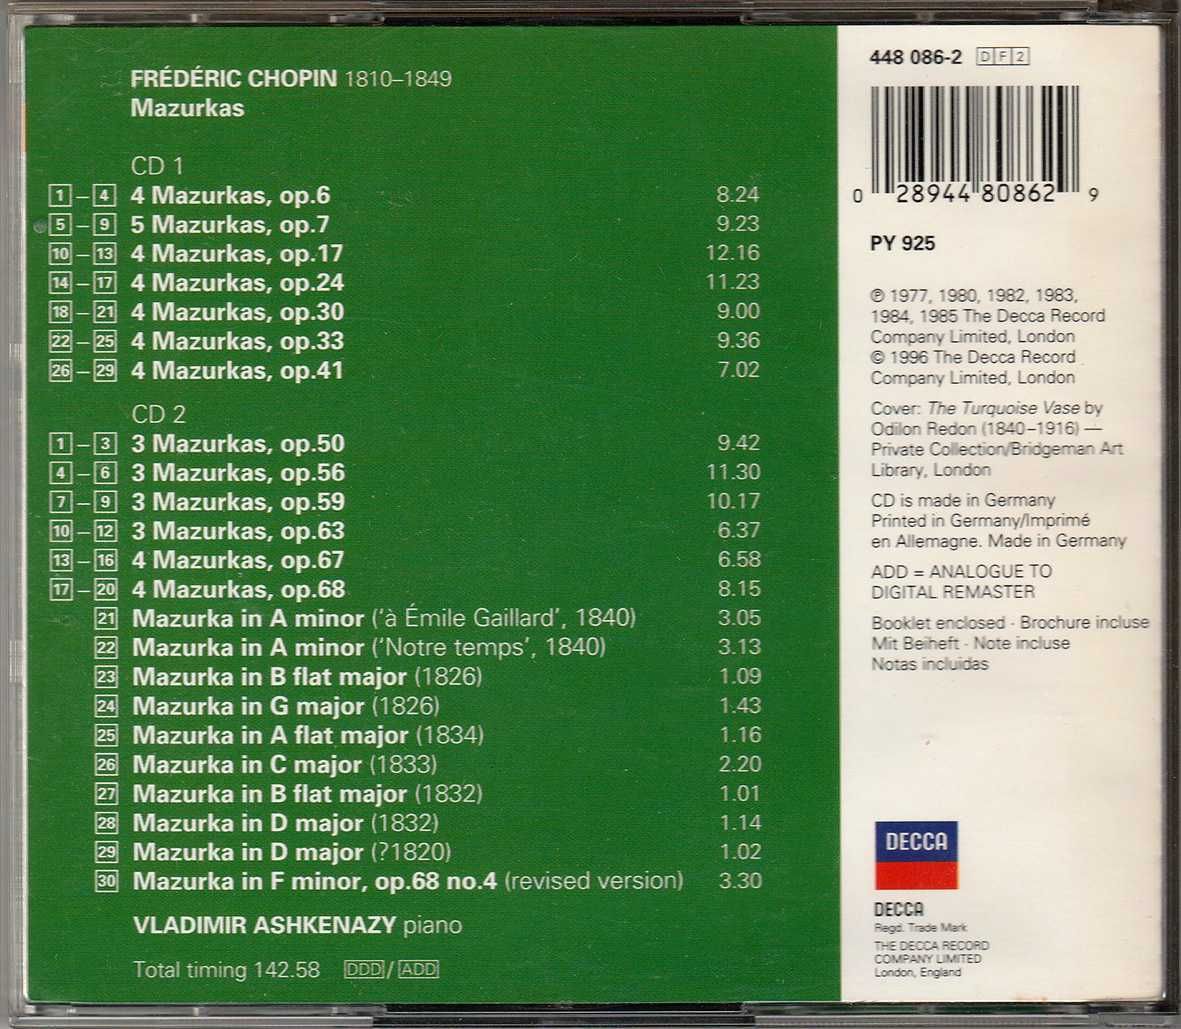 FRÉDÉRIC CHOPIN 1810–1849
Mazurkas
CD 1
1 – 4 4 Mazurkas, op.6 8.24
5 – 9 5 Mazurkas, op.7 9.23
10 – 13 4 Mazurkas, op.17 12.16
14 – 17 4 Mazurkas, op.24 11.23
18 – 21 4 Mazurkas, op.30 9.00
22 – 25 4 Mazurkas, op.33 9.36
26 – 29 4 Mazurkas, op.41 7.02
CD 2
1 – 3 3 Mazurkas, op.50 9.42
4 – 6 3 Mazurkas, op.56 11.30
7 – 9 3 Mazurkas, op.59 10.17
10 – 12 3 Mazurkas, op.63 6.37
13 – 16 4 Mazurkas, op.67 6.58
17 – 20 4 Mazurkas, op.68 8.15
21 Mazurka in A minor (‘à Émile Gaillard’, 1840) 3.05
22 Mazurka in A minor (‘Notre temps’, 1840) 3.13
23 Mazurka in B flat major (1826) 1.09
24 Mazurka in G major (1826) 1.43
25 Mazurka in A flat major (1834) 1.16
26 Mazurka in C major (1833) 2.20
27 Mazurka in B flat major (1832) 1.01
28 Mazurka in D major (1832) 1.14
29 Mazurka in D major (?1820) 1.02
30 Mazurka in F minor, op.68 no.4 (revised version) 3.30
VLADIMIR ASHKENAZY piano
Total timing 142.58 DDD/ADD
448 086-2 DF2
0 28944 80862 9
PY 925
℗ 1977, 1980, 1982, 1983,
1984, 1985 The Decca Record
Company Limited, London
© 1996 The Decca Record
Company Limited, London
Cover: The Turquoise Vase by
Odilon Redon (1840–1916) —
Private Collection/Bridgeman Art
Library, London
CD is made in Germany
Printed in Germany/Imprimé
en Allemagne. Made in Germany
ADD = ANALOGUE TO
DIGITAL REMASTER
Booklet enclosed · Brochure incluse
Mit Beiheft · Note incluse
Notas incluidas
DECCA
DECCA
Regd. Trade Mark
THE DECCA RECORD
COMPANY LIMITED
London, England